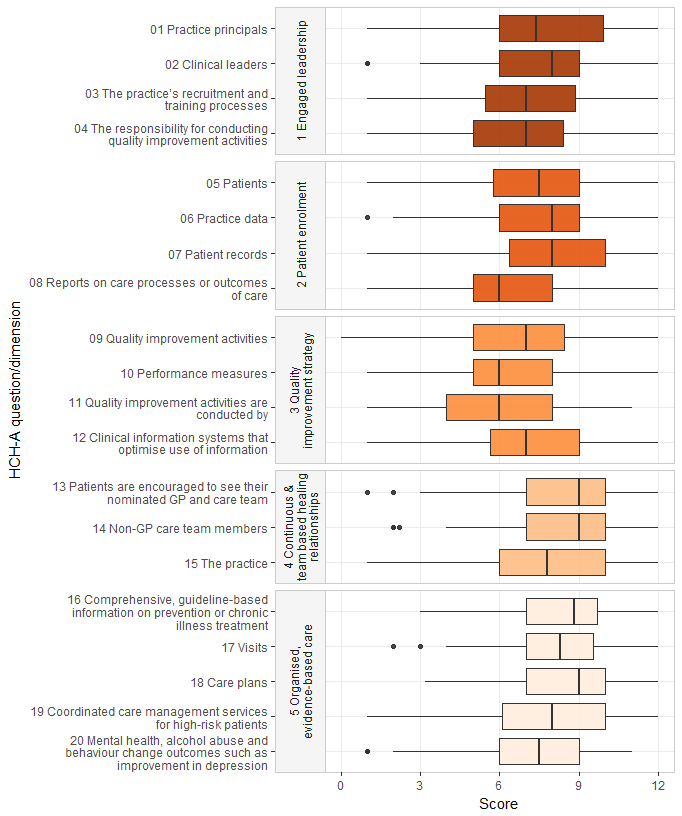 HCH-A question/dimension
1 Engaged leadership
01 Practice principals
02 Clinical leaders
03 The practice’s recruitment and
training processes
04 The responsibility for conducting
quality improvement activities
2 Patient enrolment
05 Patients
06 Practice data
07 Patient records
08 Reports on care processes or outcomes
of care
3 Quality
improvement strategy
09 Quality improvement activities
10 Performance measures
11 Quality improvement activities are
conducted by
12 Clinical information systems that
optimise use of information
4 Continuous &
team based healing
relationships
13 Patients are encouraged to see their
nominated GP and care team
14 Non-GP care team members
15 The practice
5 Organised,
evidence-based care
16 Comprehensive, guideline-based
information on prevention or chronic
illness treatment
17 Visits
18 Care plans
19 Coordinated care management services
for high-risk patients
20 Mental health, alcohol abuse and
behaviour change outcomes such as
improvement in depression
0 3 6 9 12
Score